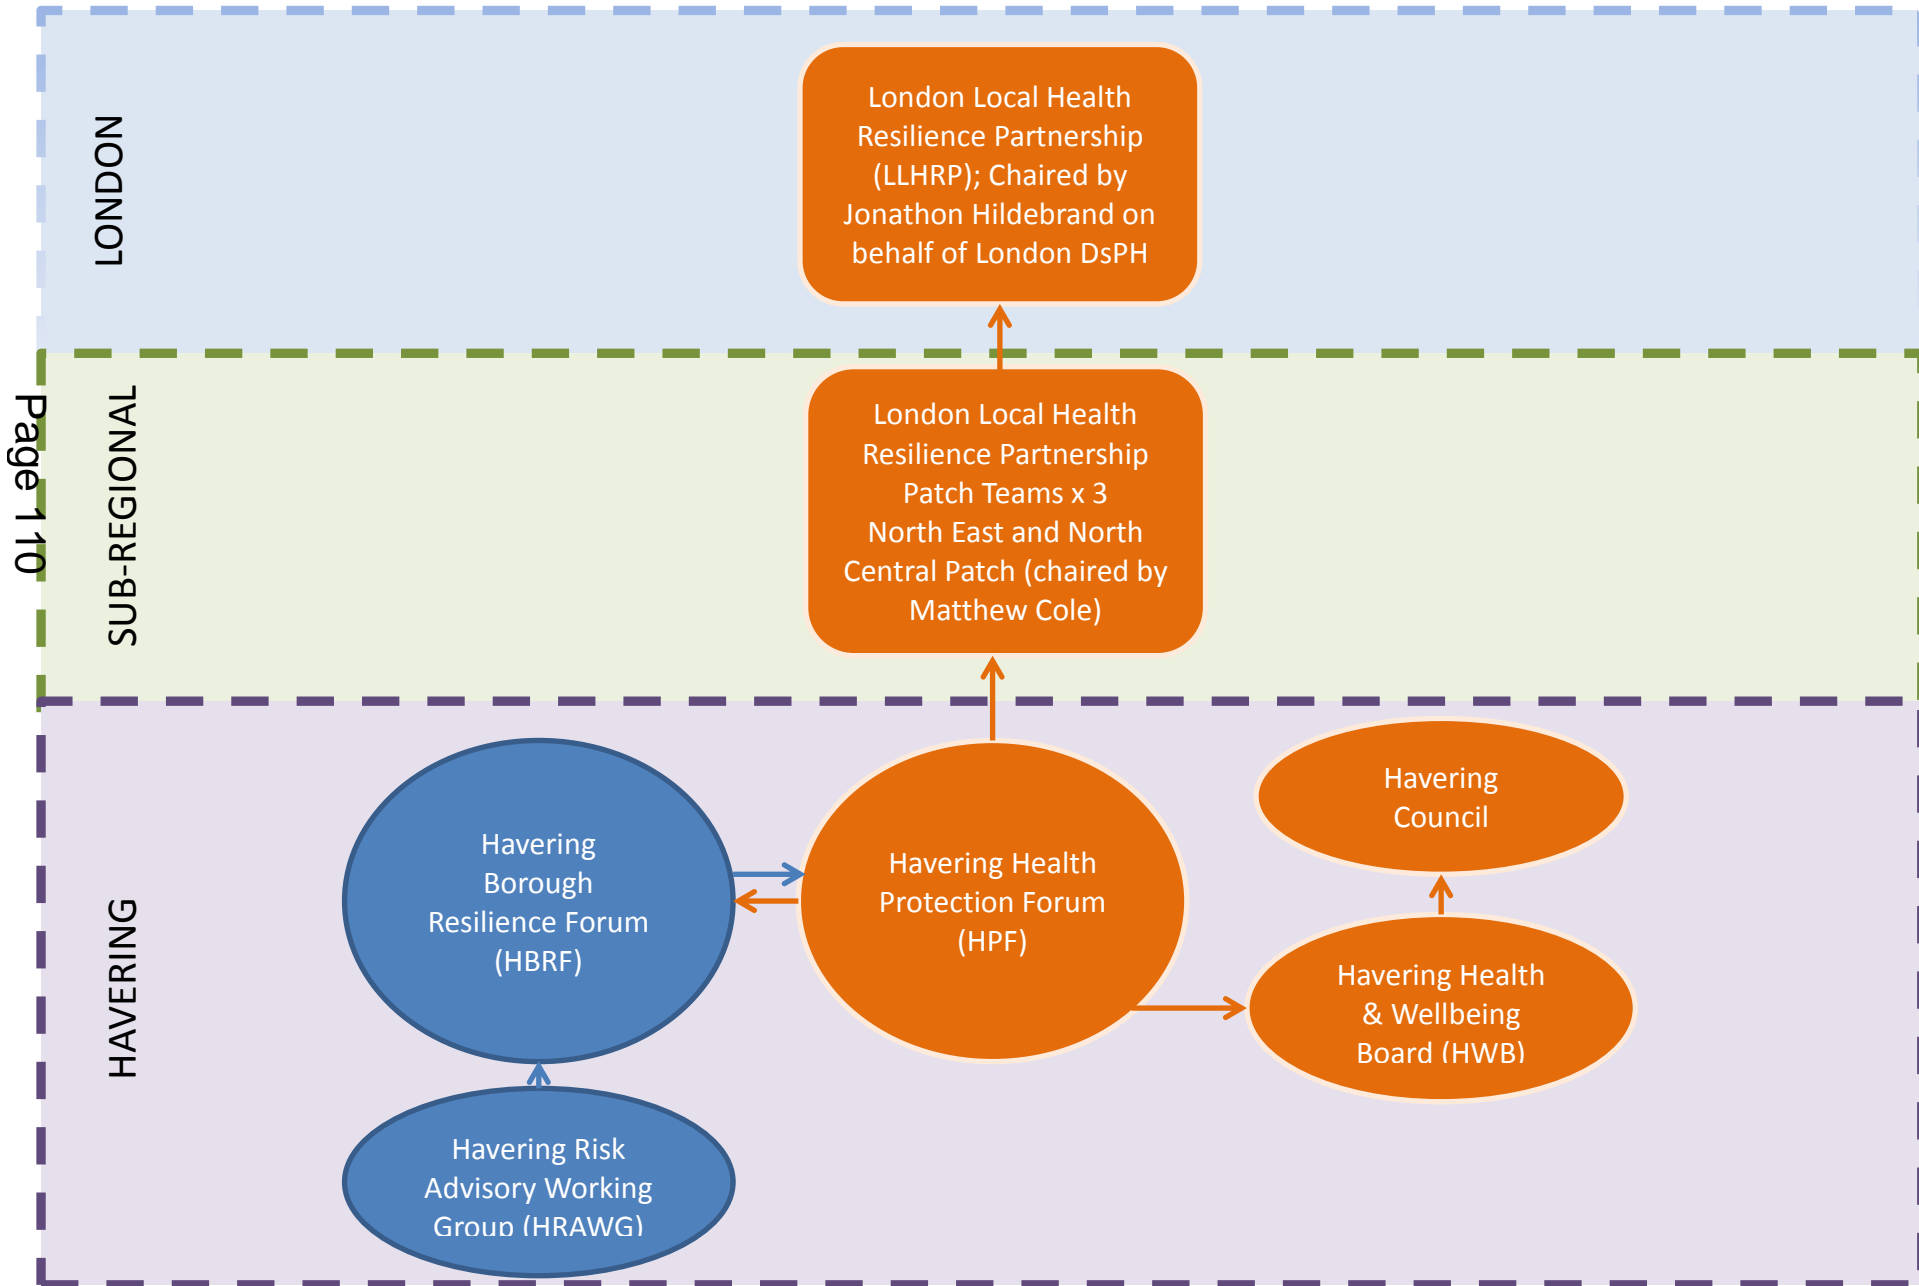 Page 110
LONDON
London Local Health
Resilience Partnership
(LLHRP); Chaired by
Jonathon Hildebrand on
behalf of London DsPH
SUB-REGIONAL
London Local Health
Resilience Partnership
Patch Teams x 3
North East and North
Central Patch (chaired by
Matthew Cole)
HAVERING
Havering
Borough
Resilience Forum
(HBRF)
Havering Health
Protection Forum
(HPF)
Havering
Council
Havering Health
& Wellbeing
Board (HWB)
Havering Risk
Advisory Working
Group (HRAWG)